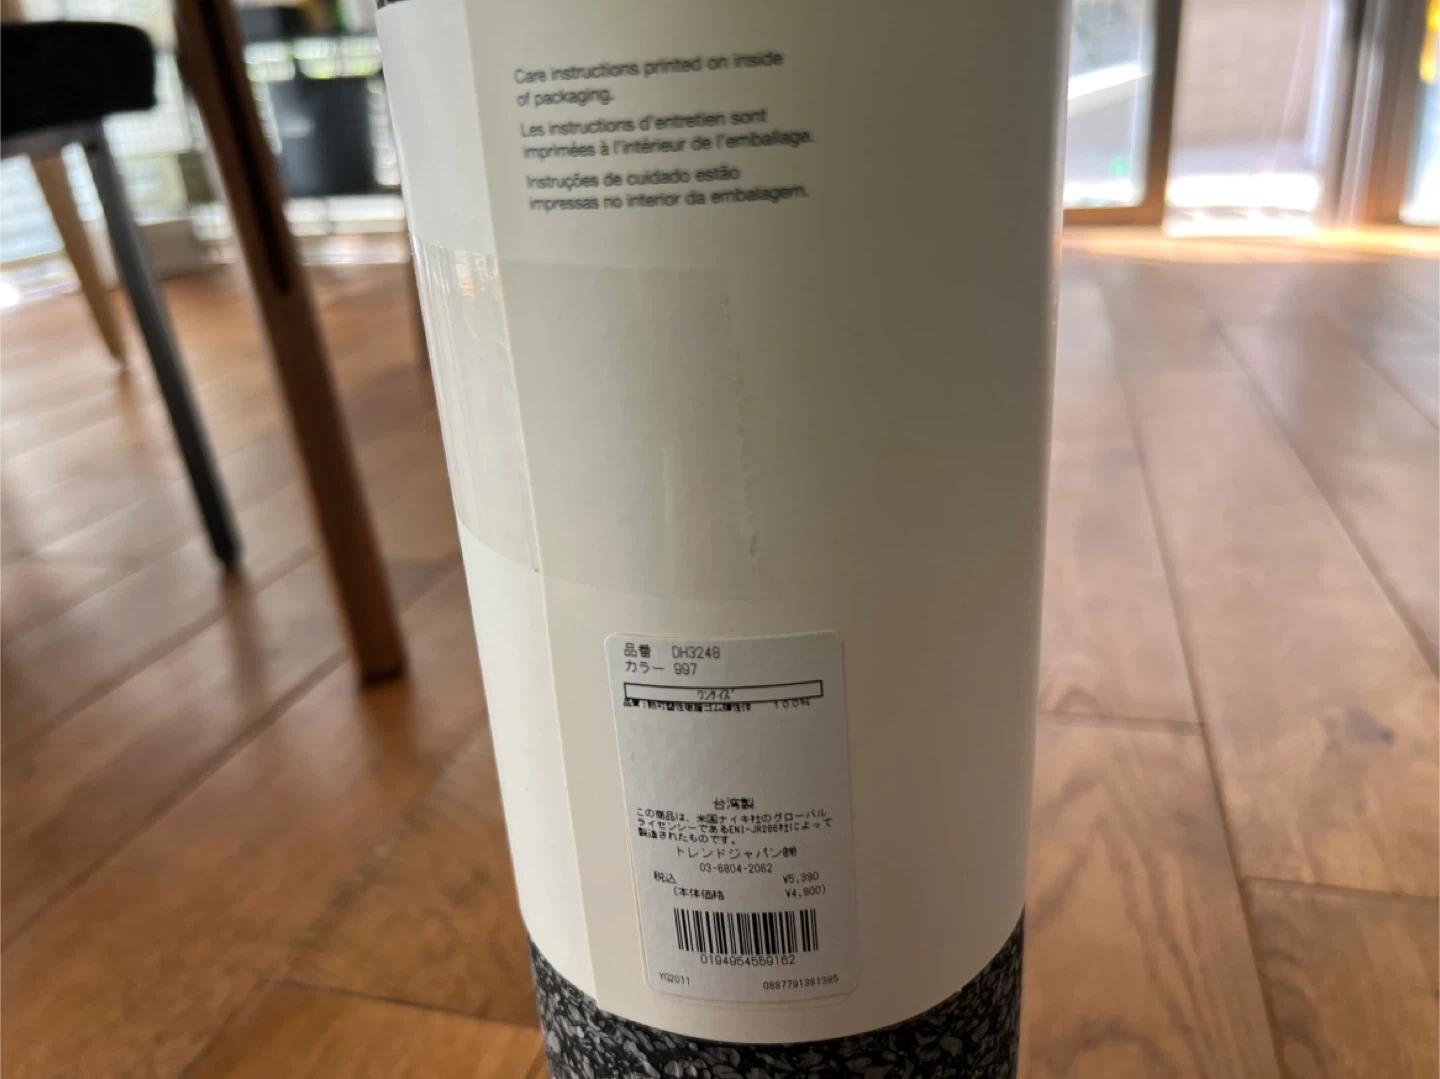 Care instructions printed on inside
of packaging.
Les instructions d'entretien sont
imprimées à l'intérieur de l'emballage.
Instruções de cuidado estão
impressas no interior da embalagem.
品番 DH3248
カラー 997
ワンサイズ
100%
台湾製
この商品は、米国ナイキ社のグローバル
ライセンシーであるENI-JR286社によって
製造されたものです。
トレンドジャパン㈱
03-6804-2062
税込 ¥5,390
(本体価格 ¥4,900)
0194954559162
YQ2011 0887791391395